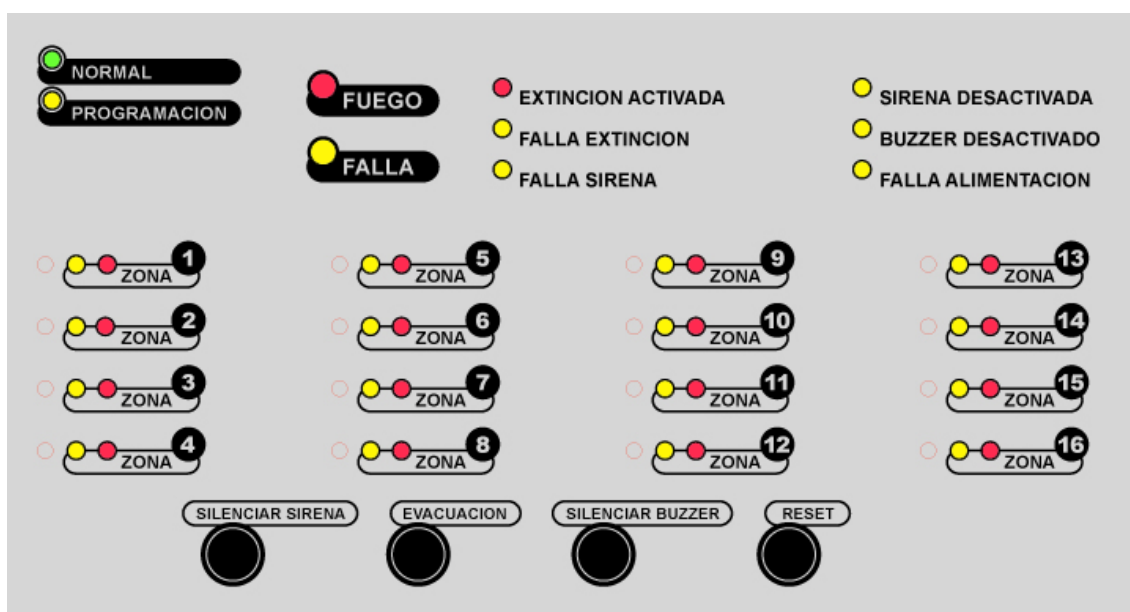 NORMAL
PROGRAMACION
FUEGO
FALLA
EXTINCION ACTIVADA
FALLA EXTINCION
FALLA SIRENA
SIRENA DESACTIVADA
BUZZER DESACTIVADO
FALLA ALIMENTACION
ZONA 1
ZONA 5
ZONA 9
ZONA 13
ZONA 2
ZONA 6
ZONA 10
ZONA 14
ZONA 3
ZONA 7
ZONA 11
ZONA 15
ZONA 4
ZONA 8
ZONA 12
ZONA 16
SILENCIAR SIRENA
EVACUACION
SILENCIAR BUZZER
RESET